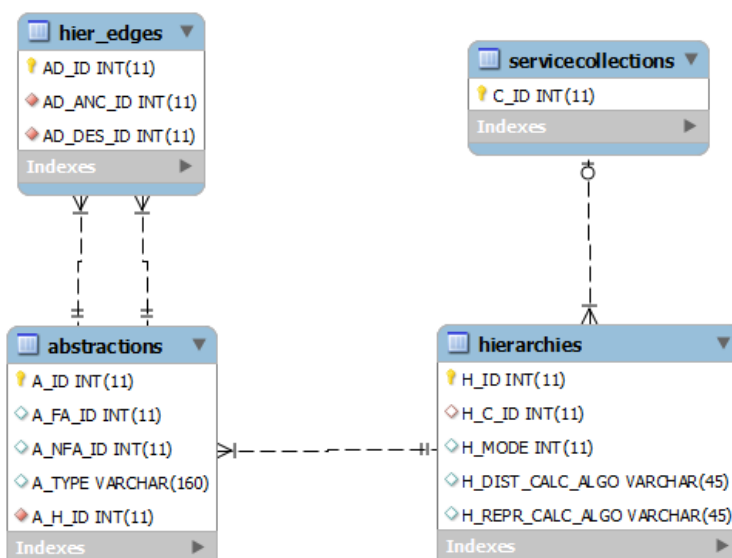 hier_edges
AD_ID INT(11)
AD_ANC_ID INT(11)
AD_DES_ID INT(11)
Indexes
servicecollections
C_ID INT(11)
Indexes
abstractions
A_ID INT(11)
A_FA_ID INT(11)
A_NFA_ID INT(11)
A_TYPE VARCHAR(160)
A_H_ID INT(11)
Indexes
hierarchies
H_ID INT(11)
H_C_ID INT(11)
H_MODE INT(11)
H_DIST_CALC_ALGO VARCHAR(45)
H_REPR_CALC_ALGO VARCHAR(45)
Indexes